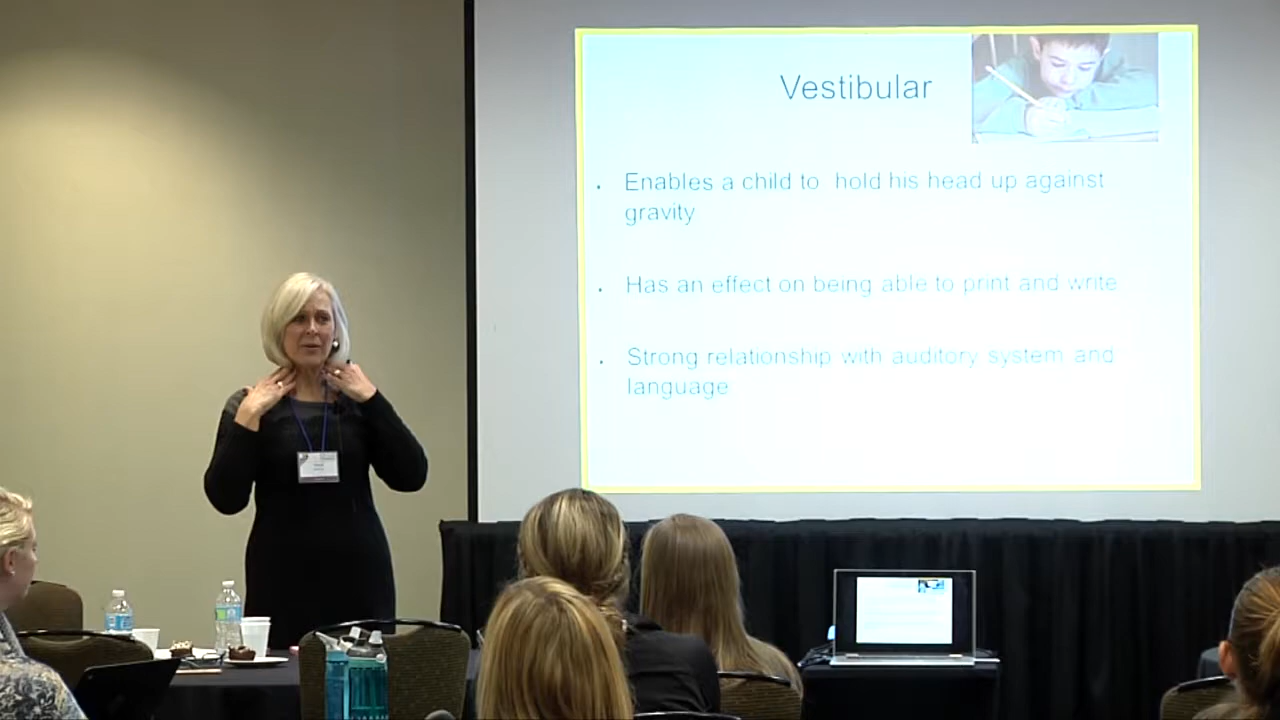 Vestibular
Enables a child to hold his head up against
gravity
Has an effect on being able to print and write
Strong relationship with auditory system and
language